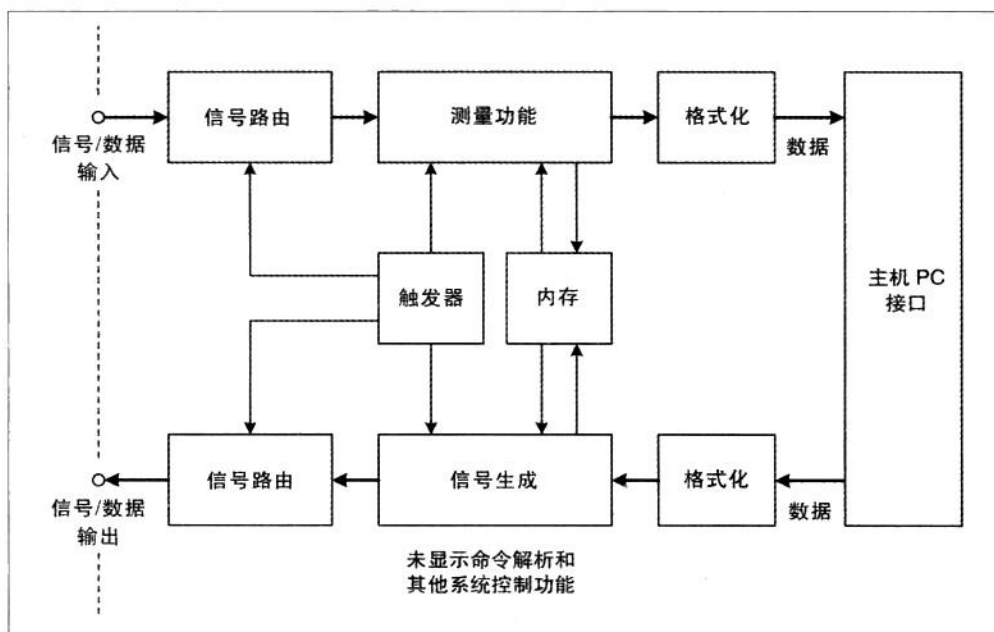 信号路由
测量功能
格式化
信号/数据
输入
数据
触发器
内存
主机 PC
接口
信号路由
信号生成
格式化
信号/数据
输出
数据
未显示命令解析和
其他系统控制功能